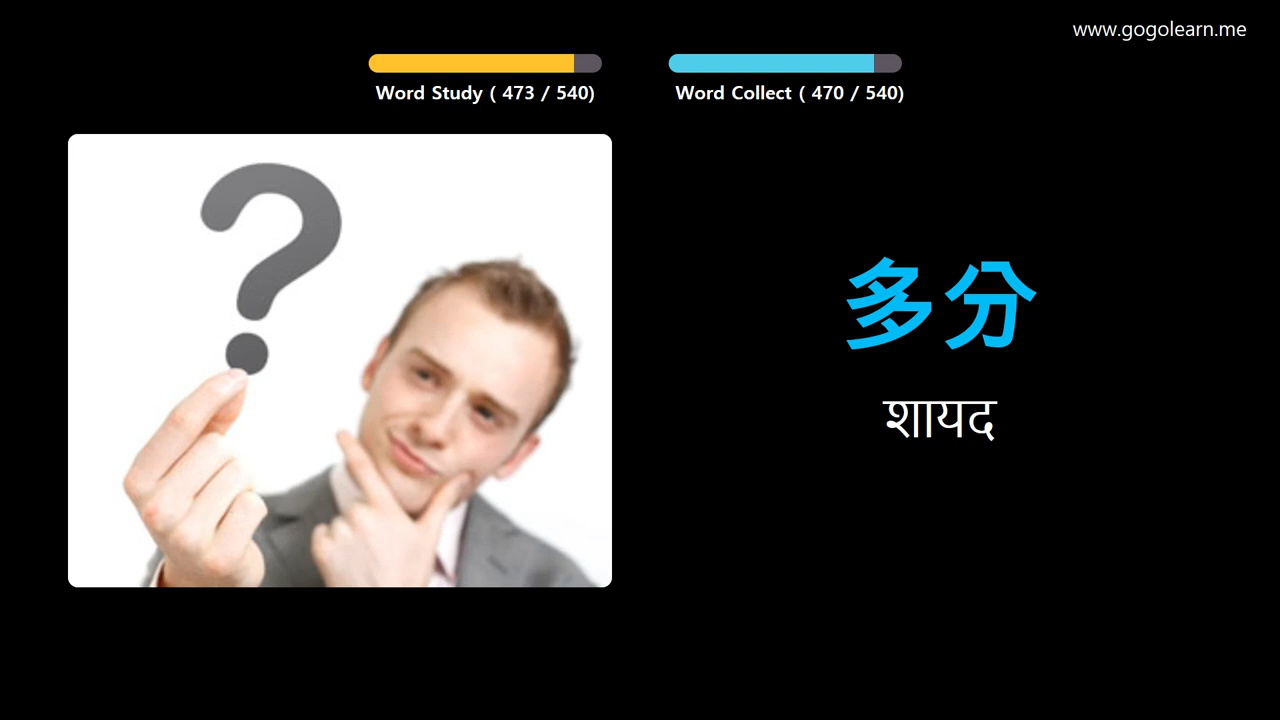 www.gogolearn.me
Word Study ( 473 / 540)
Word Collect ( 470 / 540)
?
多分
शायद